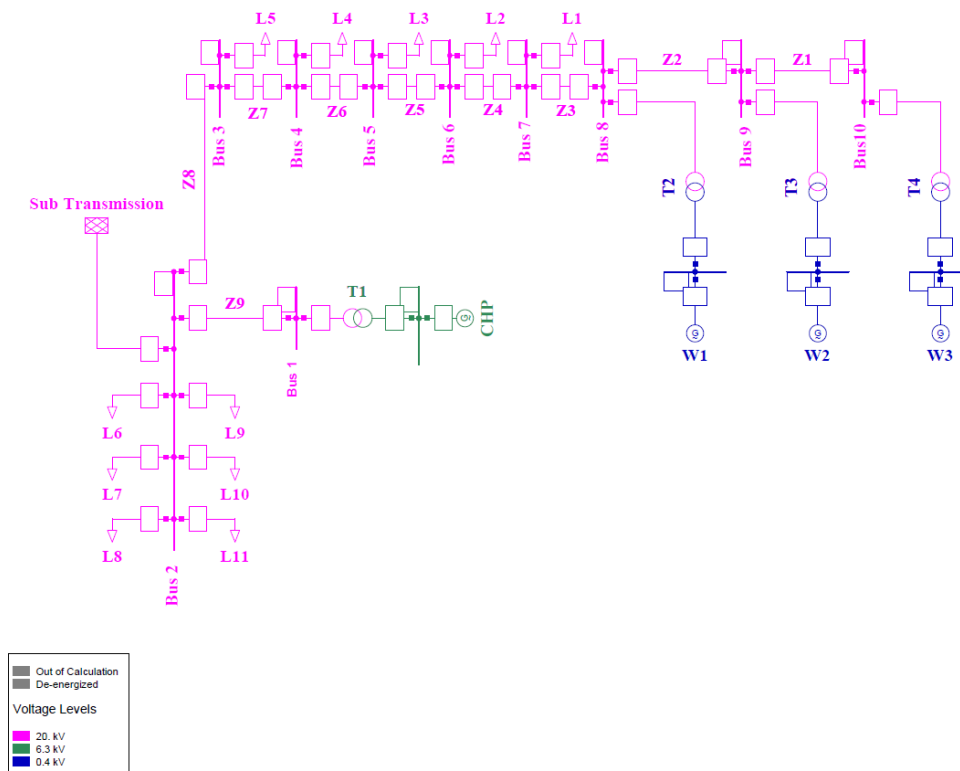 L5 L4 L3 L2 L1
Z2 Z1
Z7 Z6 Z5 Z4 Z3
Bus 3 Bus 4 Bus 5 Bus 6 Bus 7 Bus 8 Bus 9 Bus10
Z8
T2 T3 T4
Sub Transmission
Z9 T1
CHP
W1 W2 W3
Bus 1
L6 L9
L7 L10
L8 L11
Bus 2
Out of Calculation
De-energized
Voltage Levels
20. kV
6.3 kV
0.4 kV